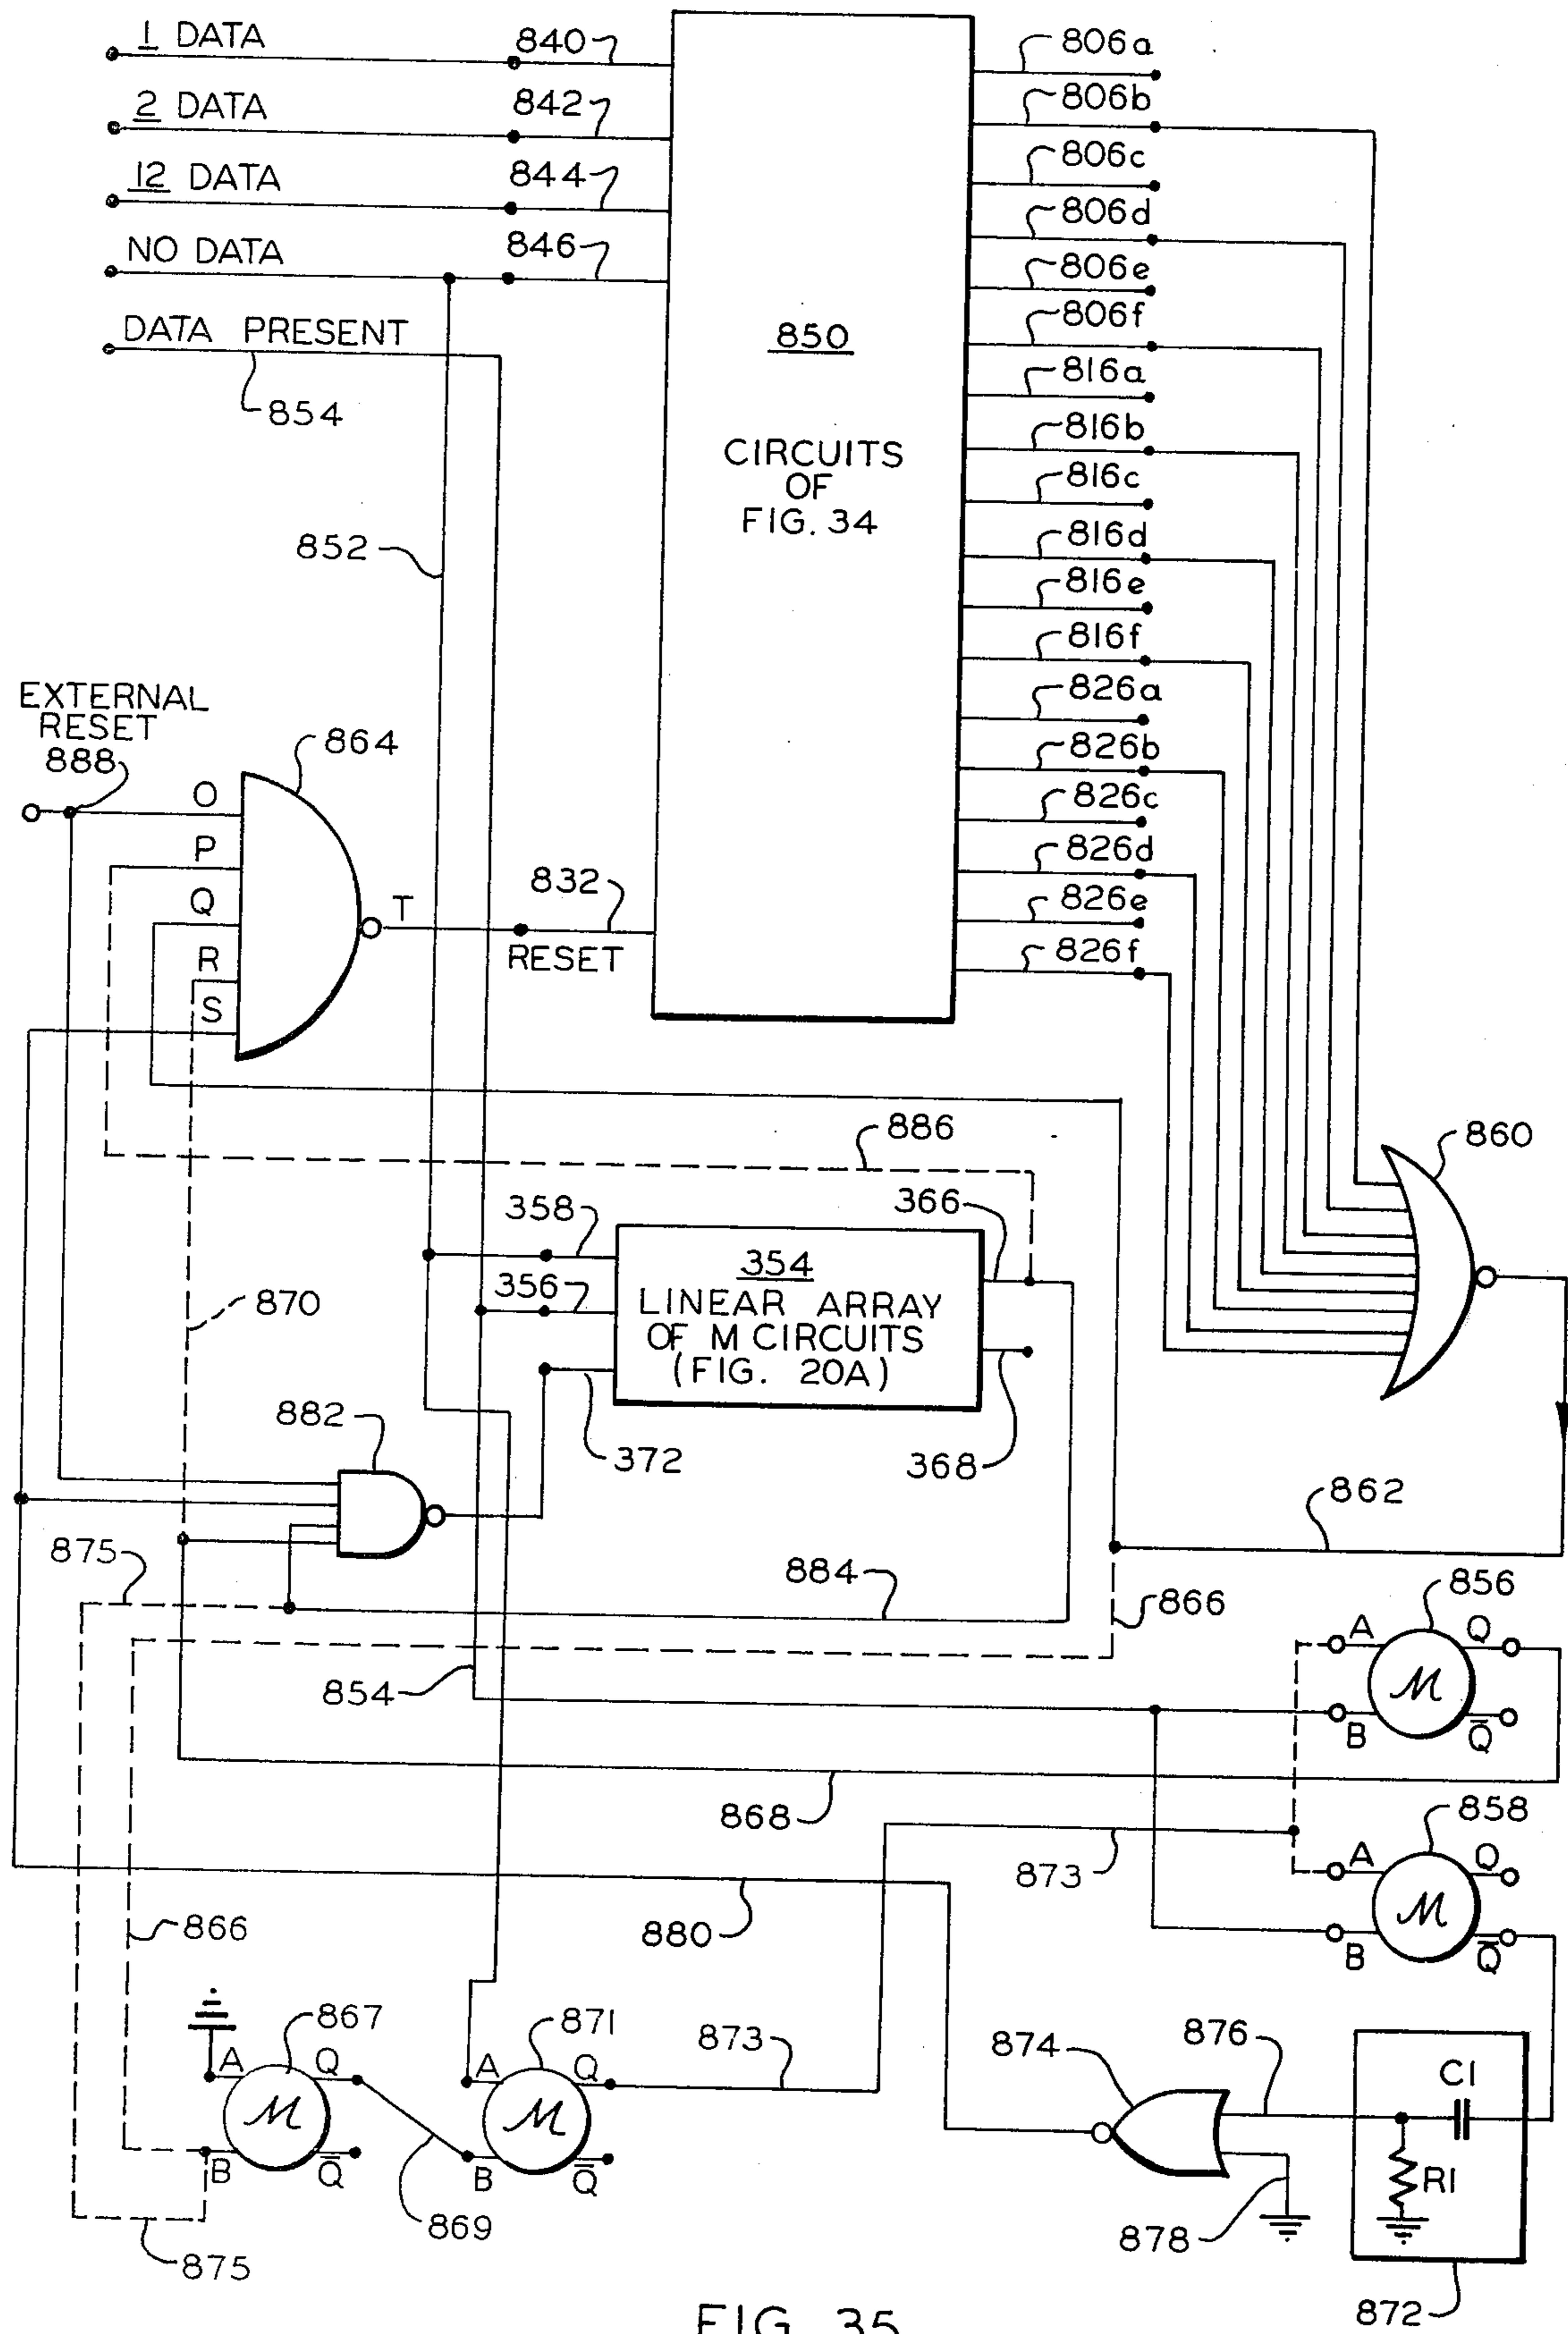 1 DATA
840
2 DATA
842
12 DATA
844
NO DATA
846
DATA PRESENT
854
850
CIRCUITS
OF
FIG. 34
806a
806b
806c
806d
806e
806f
816a
816b
816c
816d
816e
816f
826a
826b
826c
826d
826e
826f
852
EXTERNAL
RESET
888
864
O
P
Q
R
S
T
832
RESET
886
860
358
366
356
354
LINEAR ARRAY
OF M CIRCUITS
(FIG. 20A)
870
882
372
368
862
875
884
866
856
A
Q
M
B
Q̅
854
868
858
A
Q
M
B
Q̅
873
880
866
867
A
Q
M
B
Q̅
871
A
Q
M
B
Q̅
873
869
875
874
876
878
C1
R1
872
FIG. 35